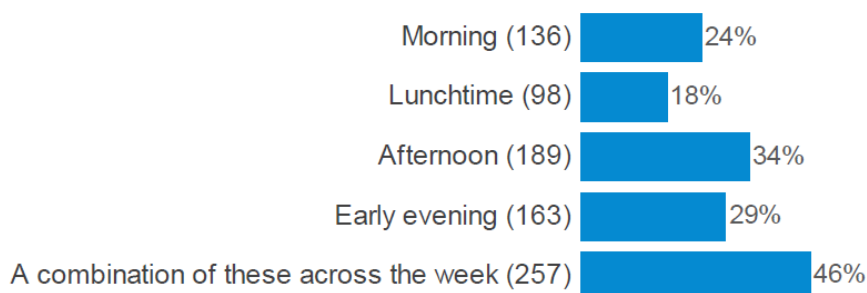 Morning (136) 24%
Lunchtime (98) 18%
Afternoon (189) 34%
Early evening (163) 29%
A combination of these across the week (257) 46%